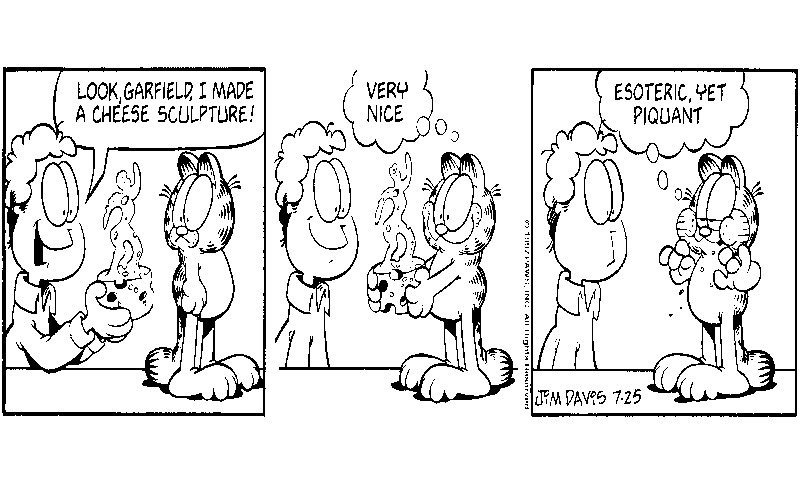 LOOK, GARFIELD, I MADE
A CHEESE SCULPTURE!
VERY
NICE
ESOTERIC, YET
PIQUANT
JIM DAVIS 7-25